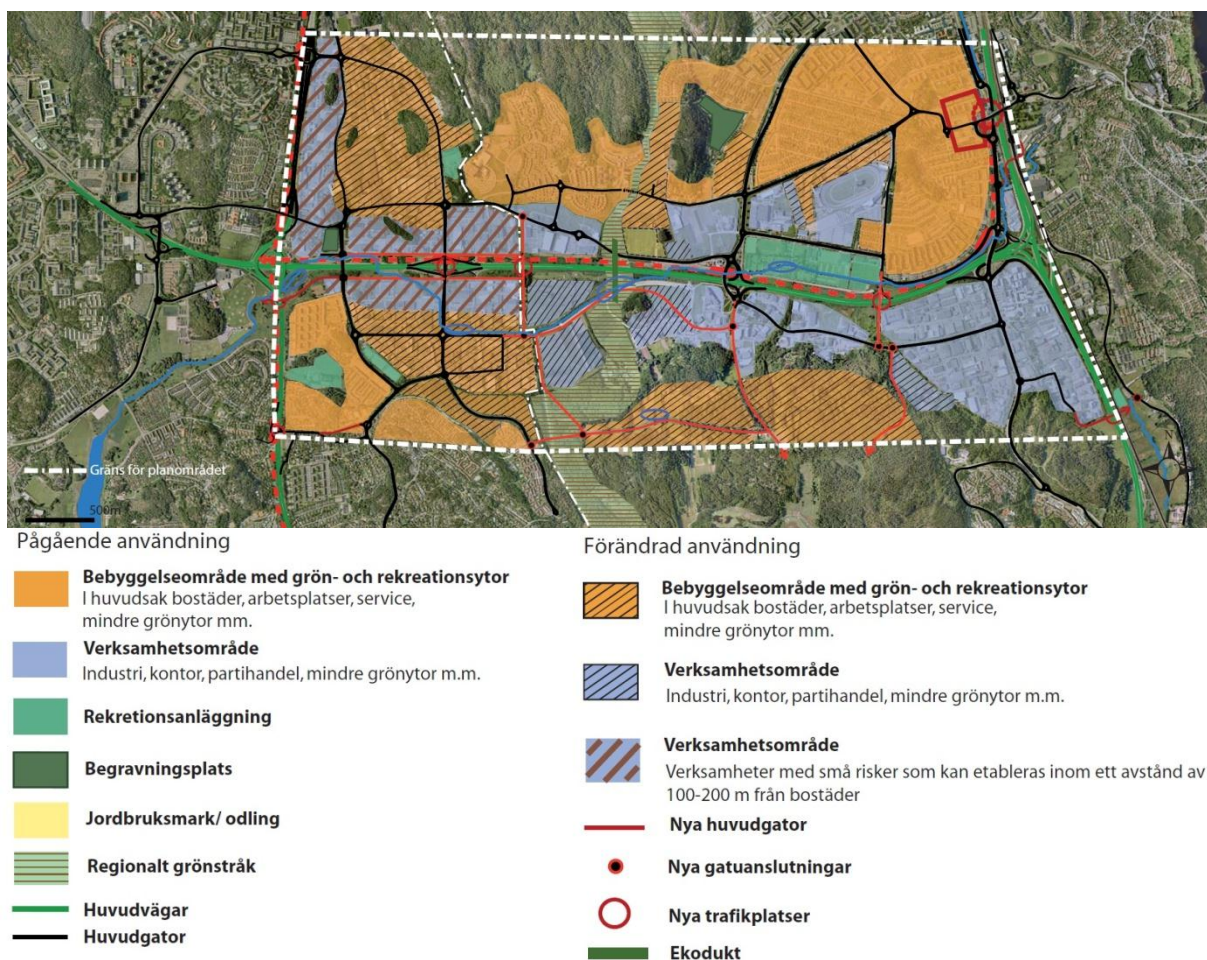 Gräns för planområdet
500m
Pågående användning
Bebyggelseområde med grön- och rekreationsytor
I huvudsak bostäder, arbetsplatser, service,
mindre grönytor mm.
Verksamhetsområde
Industri, kontor, partihandel, mindre grönytor m.m.
Rekretionsanläggning
Begravningsplats
Jordbruksmark/ odling
Regionalt grönstråk
Huvudvägar
Huvudgator
Förändrad användning
Bebyggelseområde med grön- och rekreationsytor
I huvudsak bostäder, arbetsplatser, service,
mindre grönytor mm.
Verksamhetsområde
Industri, kontor, partihandel, mindre grönytor m.m.
Verksamhetsområde
Verksamheter med små risker som kan etableras inom ett avstånd av
100-200 m från bostäder
Nya huvudgator
Nya gatuanslutningar
Nya trafikplatser
Ekodukt